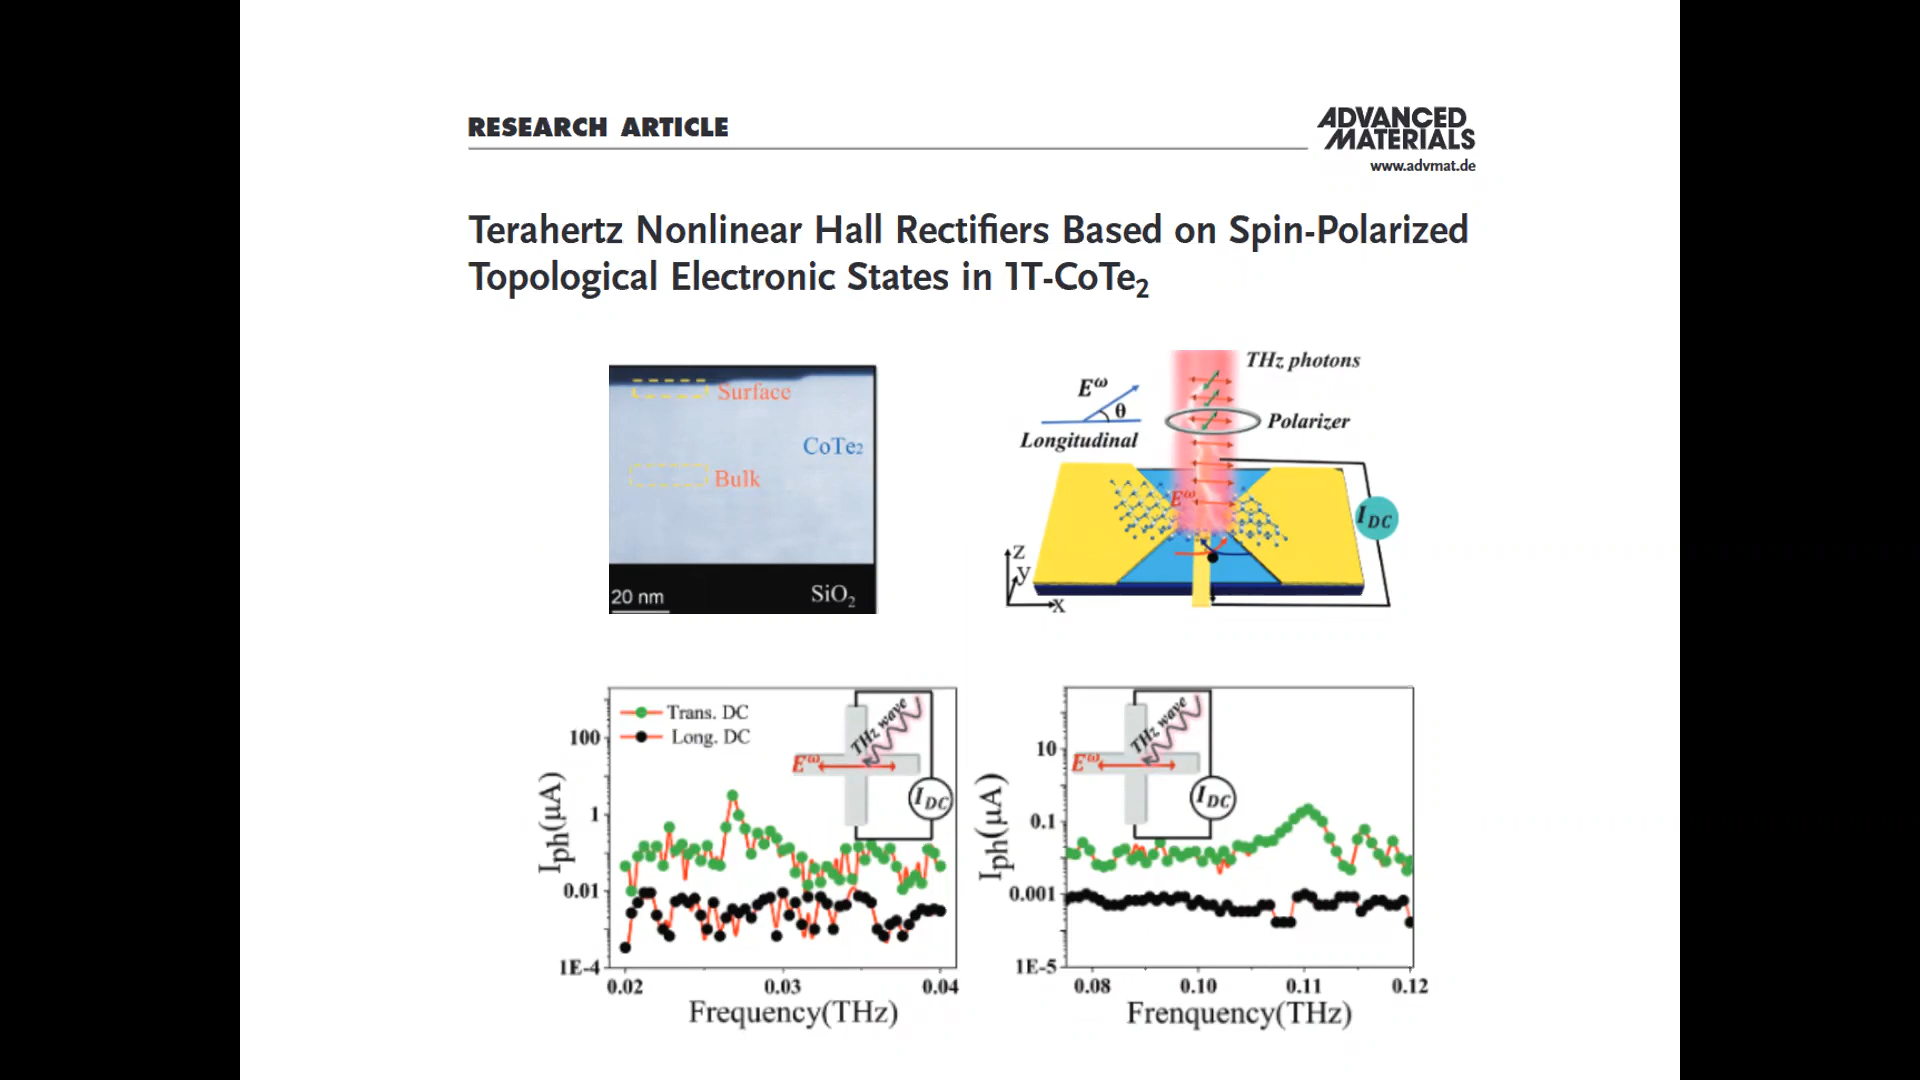 RESEARCH ARTICLE
ADVANCED
MATERIALS
www.advmat.de
Terahertz Nonlinear Hall Rectifiers Based on Spin-Polarized
Topological Electronic States in 1T-CoTe₂
Surface
CoTe₂
Bulk
20 nm
SiO₂
THz photons
Eω
θ
Longitudinal
Polarizer
Eω
IDC
z
y
x
Trans. DC
Long. DC
THz wave
Eω
IDC
Iph(μA)
100
1
0.01
1E-4
0.02
0.03
0.04
Frequency(THz)
THz wave
Eω
IDC
Iph(μA)
10
0.1
0.001
1E-5
0.08
0.10
0.11
0.12
Frenquency(THz)